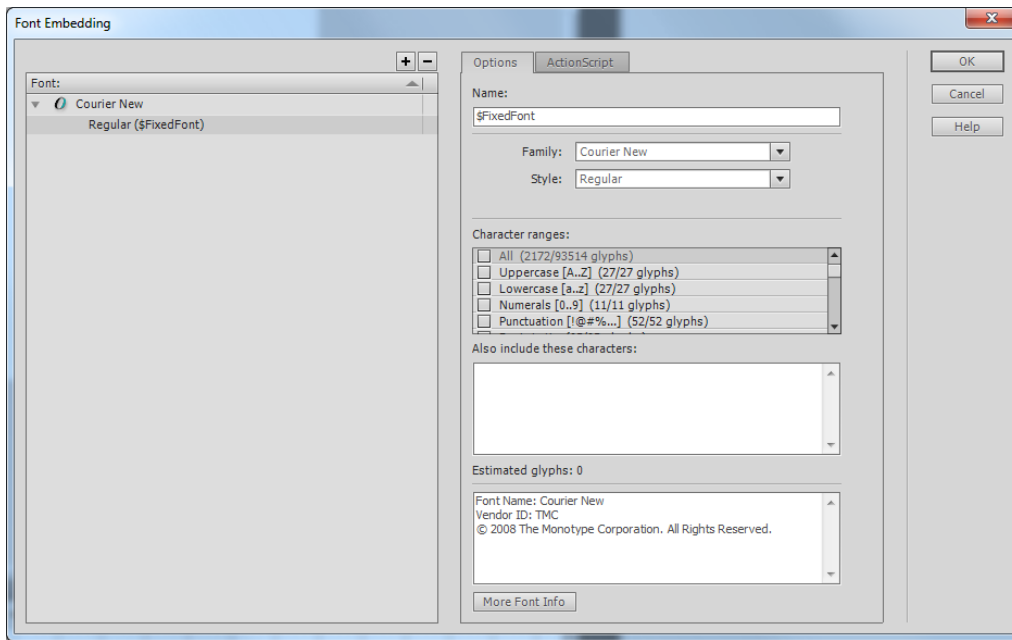 Font Embedding
+ −
Font:
Courier New
Regular ($FixedFont)
Options ActionScript
Name:
$FixedFont
Family: Courier New
Style: Regular
Character ranges:
All (2172/93514 glyphs)
Uppercase [A..Z] (27/27 glyphs)
Lowercase [a..z] (27/27 glyphs)
Numerals [0..9] (11/11 glyphs)
Punctuation [!@#%...] (52/52 glyphs)
Also include these characters:
Estimated glyphs: 0
Font Name: Courier New
Vendor ID: TMC
© 2008 The Monotype Corporation. All Rights Reserved.
More Font Info
OK
Cancel
Help